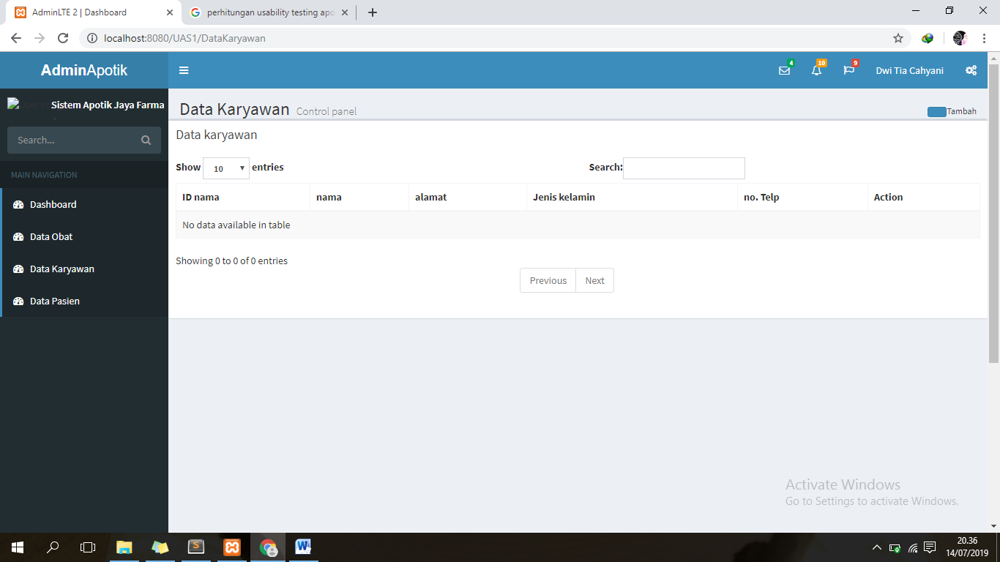 AdminLTE 2 | Dashboard
perhitungan usability testing apo
localhost:8080/UAS1/DataKaryawan
AdminApotik
4
10
9
Dwi Tia Cahyani
Sistem Apotik Jaya Farma
Data Karyawan Control panel
Tambah
Search...
Data karyawan
MAIN NAVIGATION
Show 10 entries
Search:
ID nama nama alamat Jenis kelamin no. Telp Action
Dashboard
No data available in table
Data Obat
Showing 0 to 0 of 0 entries
Data Karyawan
Previous Next
Data Pasien
Activate Windows
Go to Settings to activate Windows.
20.36
14/07/2019